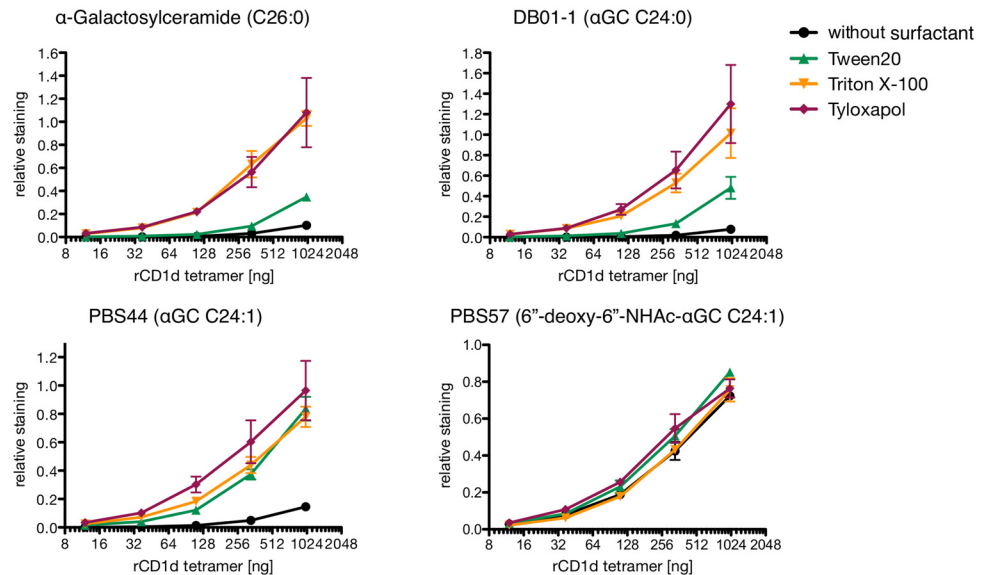 α-Galactosylceramide (C26:0)
relative staining
1.6
1.4
1.2
1.0
0.8
0.6
0.4
0.2
0.0
8 16 32 64 128 256 512 1024 2048
rCD1d tetramer [ng]
DB01-1 (αGC C24:0)
relative staining
1.8
1.6
1.4
1.2
1.0
0.8
0.6
0.4
0.2
0.0
8 16 32 64 128 256 512 1024 2048
rCD1d tetramer [ng]
without surfactant
Tween20
Triton X-100
Tyloxapol
PBS44 (αGC C24:1)
relative staining
1.2
1.0
0.8
0.6
0.4
0.2
0.0
8 16 32 64 128 256 512 1024 2048
rCD1d tetramer [ng]
PBS57 (6”-deoxy-6”-NHAc-αGC C24:1)
relative staining
1.0
0.8
0.6
0.4
0.2
0.0
8 16 32 64 128 256 512 1024 2048
rCD1d tetramer [ng]